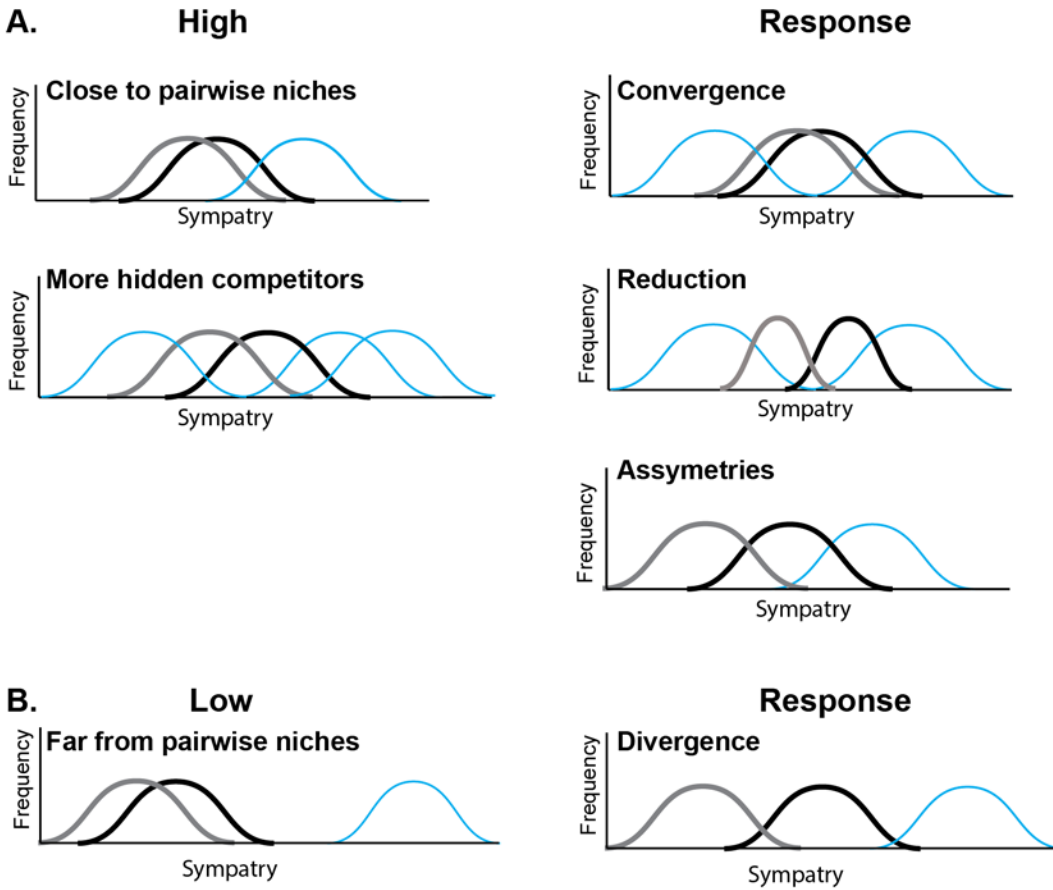 A. High Response
Close to pairwise niches
Frequency
Sympatry
Convergence
Frequency
Sympatry
More hidden competitors
Frequency
Sympatry
Reduction
Frequency
Sympatry
Assymetries
Frequency
Sympatry
B. Low Response
Far from pairwise niches
Frequency
Sympatry
Divergence
Frequency
Sympatry